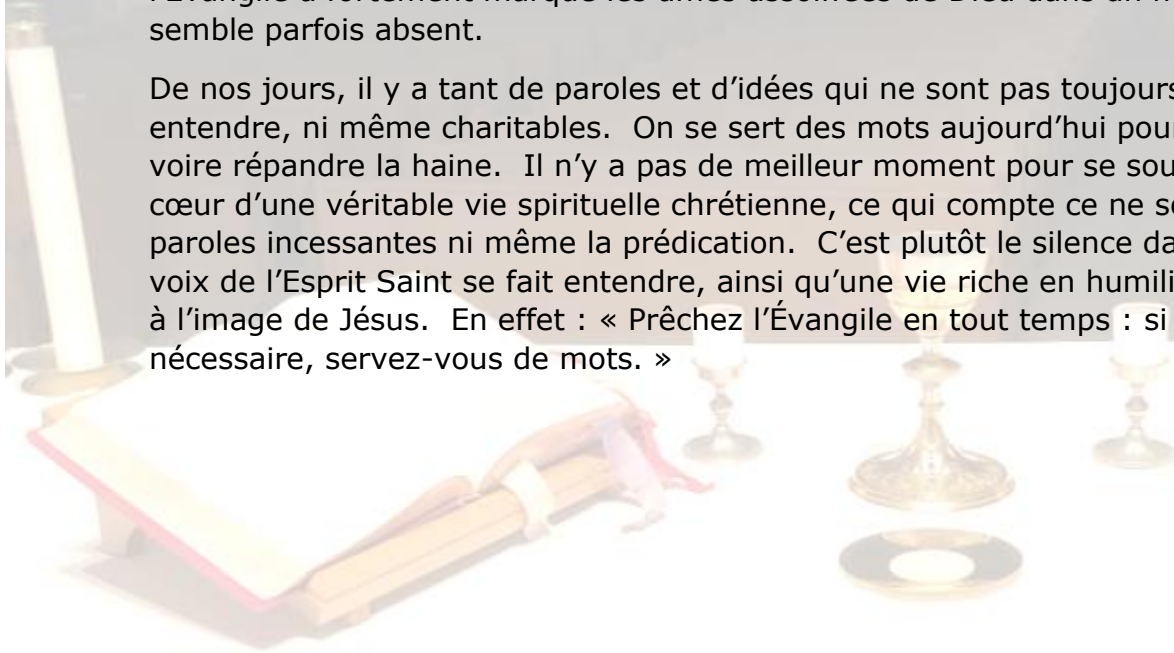 semble parfois absent.
De nos jours, il y a tant de paroles et d’idées qui ne sont pas toujours
entendre, ni même charitables.  On se sert des mots aujourd’hui pour
voire répandre la haine.  Il n’y a pas de meilleur moment pour se
cœur d’une véritable vie spirituelle chrétienne, ce qui compte ce ne
paroles incessantes ni même la prédication.  C’est plutôt le silence
voix de l’Esprit Saint se fait entendre, ainsi qu’une vie riche en
à l’image de Jésus.  En effet : « Prêchez l’Évangile en tout temps : si
nécessaire, servez-vous de mots. »